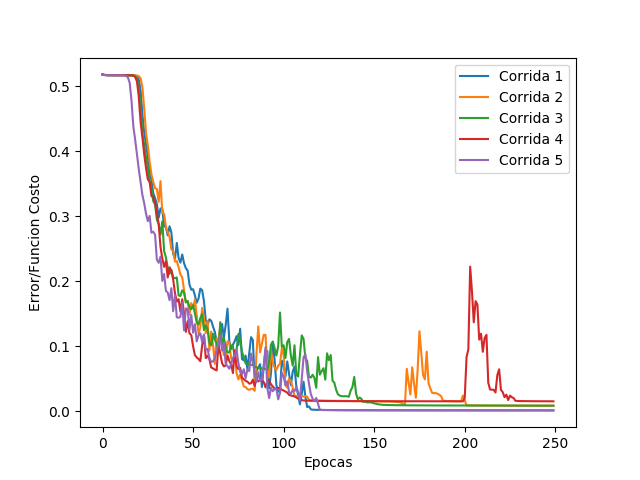 Corrida 1
Corrida 2
Corrida 3
Corrida 4
Corrida 5
Error/Funcion Costo
0.5
0.4
0.3
0.2
0.1
0.0
0 50 100 150 200 250
Epocas